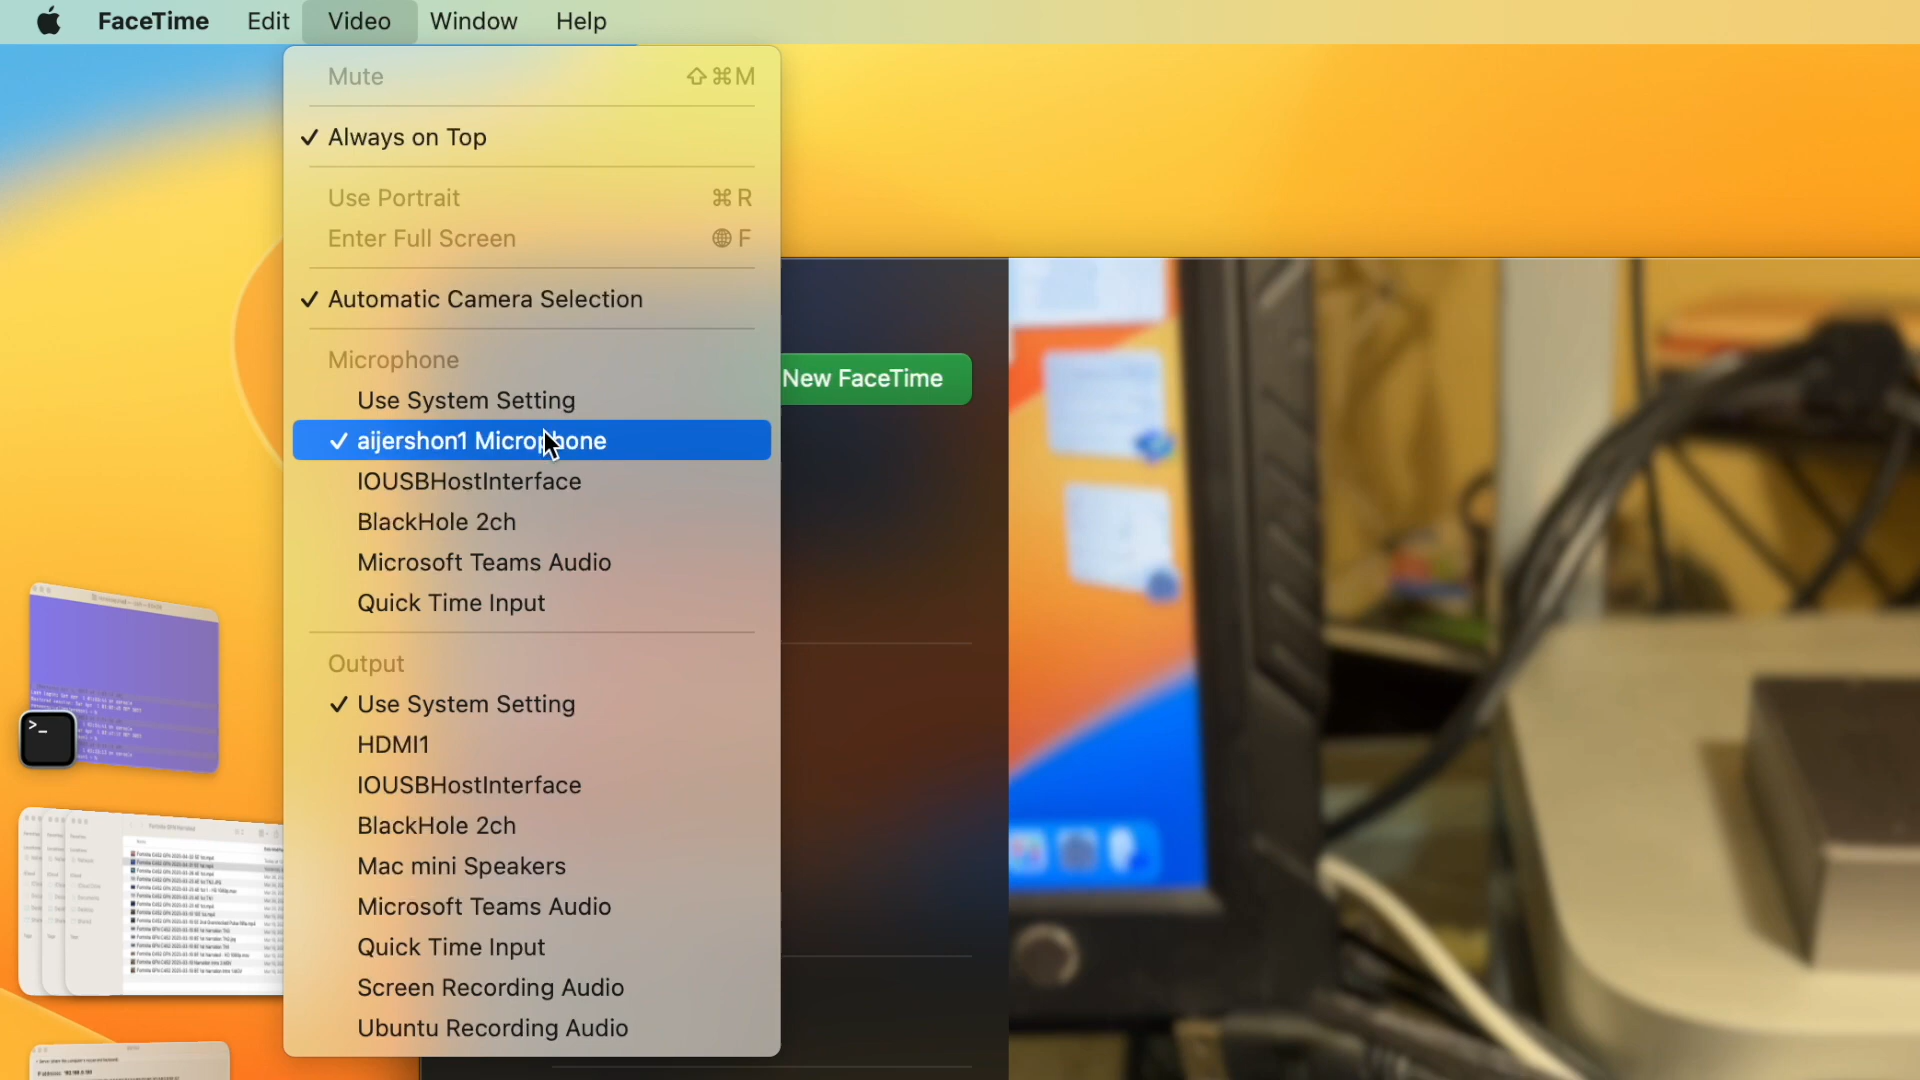 FaceTime Edit Video Window Help
Mute ⇧⌘M
✓ Always on Top
Use Portrait ⌘R
Enter Full Screen 🌐F
✓ Automatic Camera Selection
Microphone
Use System Setting
✓ aijershon1 Microphone
IOUSBHostInterface
BlackHole 2ch
Microsoft Teams Audio
Quick Time Input
Output
✓ Use System Setting
HDMI1
IOUSBHostInterface
BlackHole 2ch
Mac mini Speakers
Microsoft Teams Audio
Quick Time Input
Screen Recording Audio
Ubuntu Recording Audio
New FaceTime